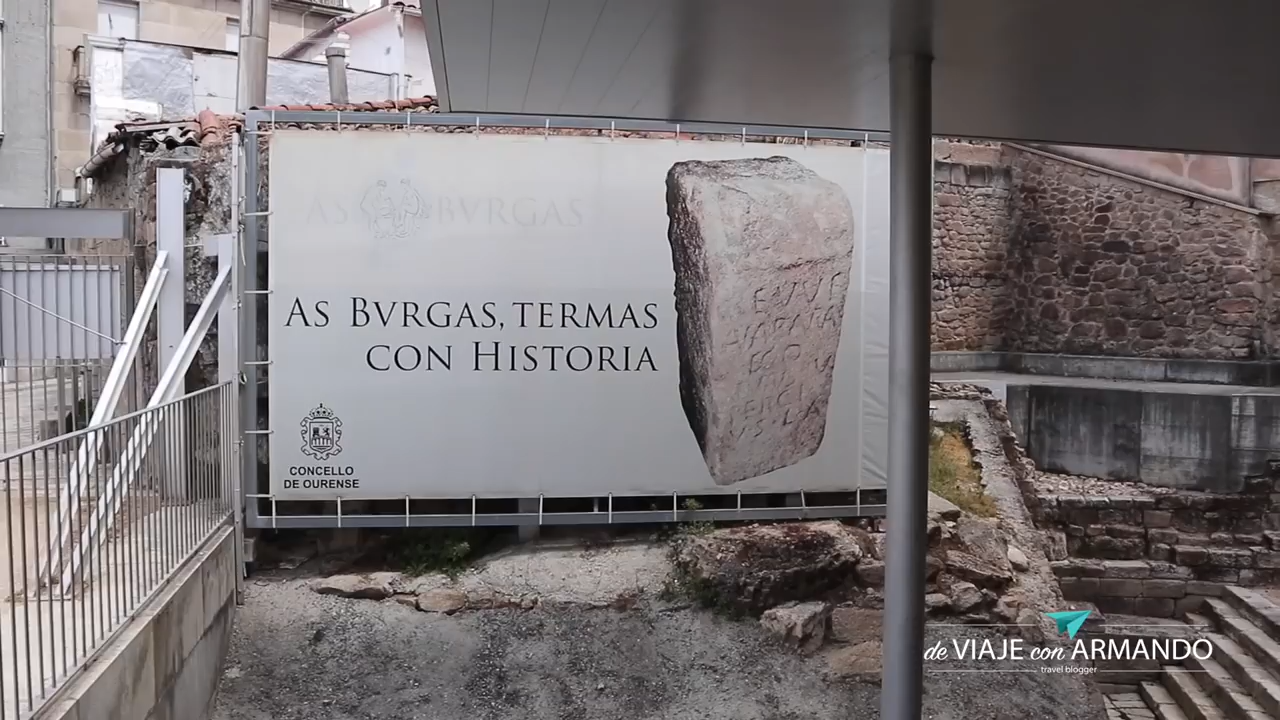 AS BVRGAS
AS BVRGAS, TERMAS
CON HISTORIA
CONCELLO
DE OURENSE
de VIAJE con ARMANDO
travel blogger